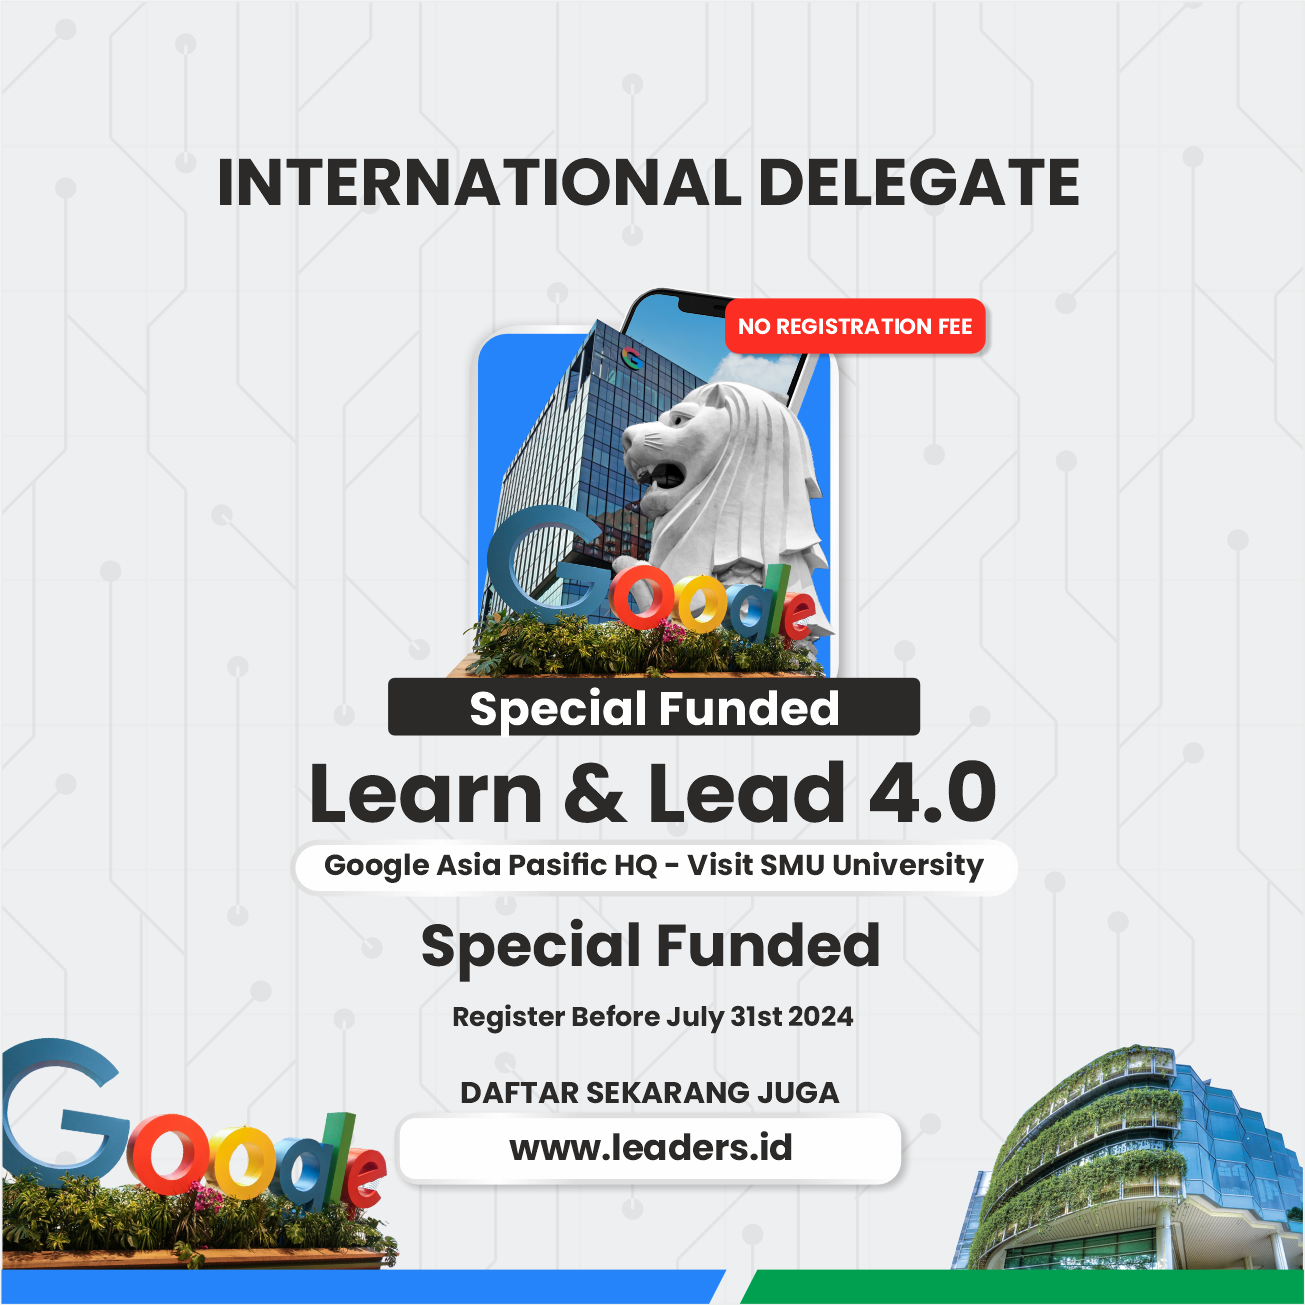 INTERNATIONAL DELEGATE
NO REGISTRATION FEE
G
Google
Special Funded
Learn & Lead 4.0
Google Asia Pasific HQ - Visit SMU University
Special Funded
Register Before July 31st 2024
DAFTAR SEKARANG JUGA
www.leaders.id
Google